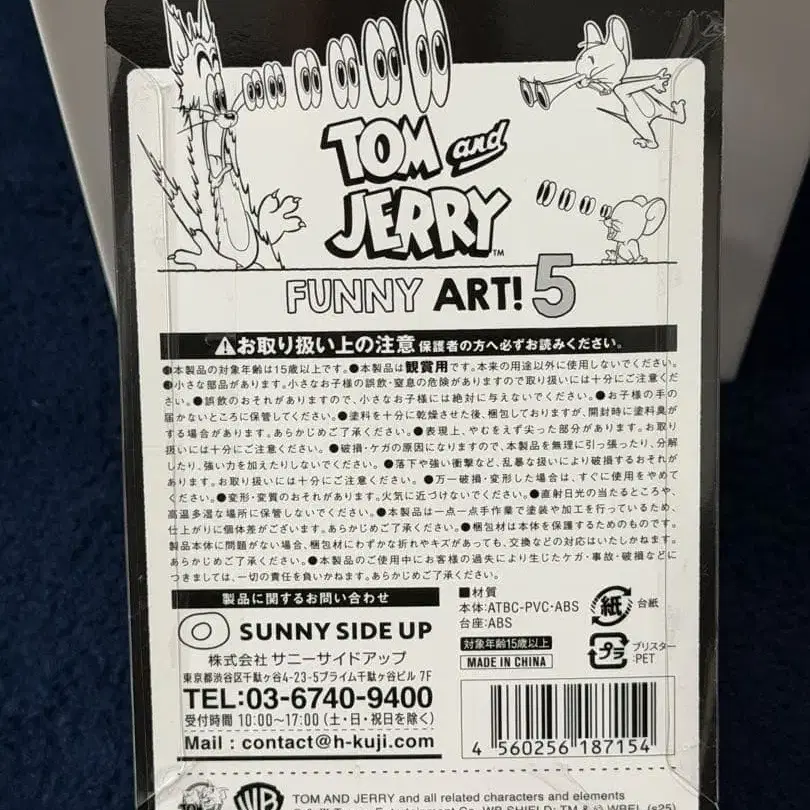 TOM and
JERRY™
FUNNY ART! 5
⚠お取り扱い上の注意 保護者の方へ必ずお読みください。
●本製品の対象年齢は15歳以上です。●本製品は観賞用です。本来の用途以外に使用しないでください。
●小さな部品があります。小さなお子様の誤飲・窒息の危険がありますので取り扱いには十分にご注意くだ
さい。●誤飲のおそれがありますので、小さなお子様には絶対に与えないでください。●お子様の手の
届かないところに保管してください。●塗料を十分に乾燥させた後、梱包しておりますが、開封時に塗料臭が
する場合があります。あらかじめご了承ください。●表現上、やむをえず尖った部分があります。お取り
扱いには十分にご注意ください。●破損・ケガの原因になりますので、本製品を無理に引っ張ったり、分解
したり、強い力を加えたりしないでください。●落下や強い衝撃など、乱暴な扱いにより破損するおそれが
あります。お取り扱いには十分にご注意ください。●万一破損・変形した場合は、すぐに使用をやめて
ください。●変形・変質のおそれがあります。火気に近づけないでください。●直射日光の当たるところや、
高温多湿な場所に保管しないでください。●本製品は一点一点手作業で塗装や加工を行っているため、
仕上がりに個体差がございます。あらかじめご了承ください。●梱包材は本体を保護するためのものです。
製品本体に問題がない場合、梱包材にわずかな折れやキズがあっても、交換などの対応はいたしかねます。
あらかじめご了承ください。●本製品のご使用中にお客様の過失により生じたケガ・事故・破損などに
つきましては、一切の責任を負いかねます。あらかじめご了承ください。
製品に関するお問い合わせ
SUNNY SIDE UP
株式会社 サニーサイドアップ
東京都渋谷区千駄ヶ谷4-23-5プライム千駄ヶ谷ビル 7F
TEL:03-6740-9400
受付時間 10:00〜17:00（土・日・祝日を除く）
Mail : contact@h-kuji.com
■材質
本体:ATBC-PVC・ABS
台座:ABS
対象年齢15歳以上
MADE IN CHINA
紙 台紙
プラ ブリスター
:PET
4 560256 187154
WB TOM AND JERRY and all related characters and elements